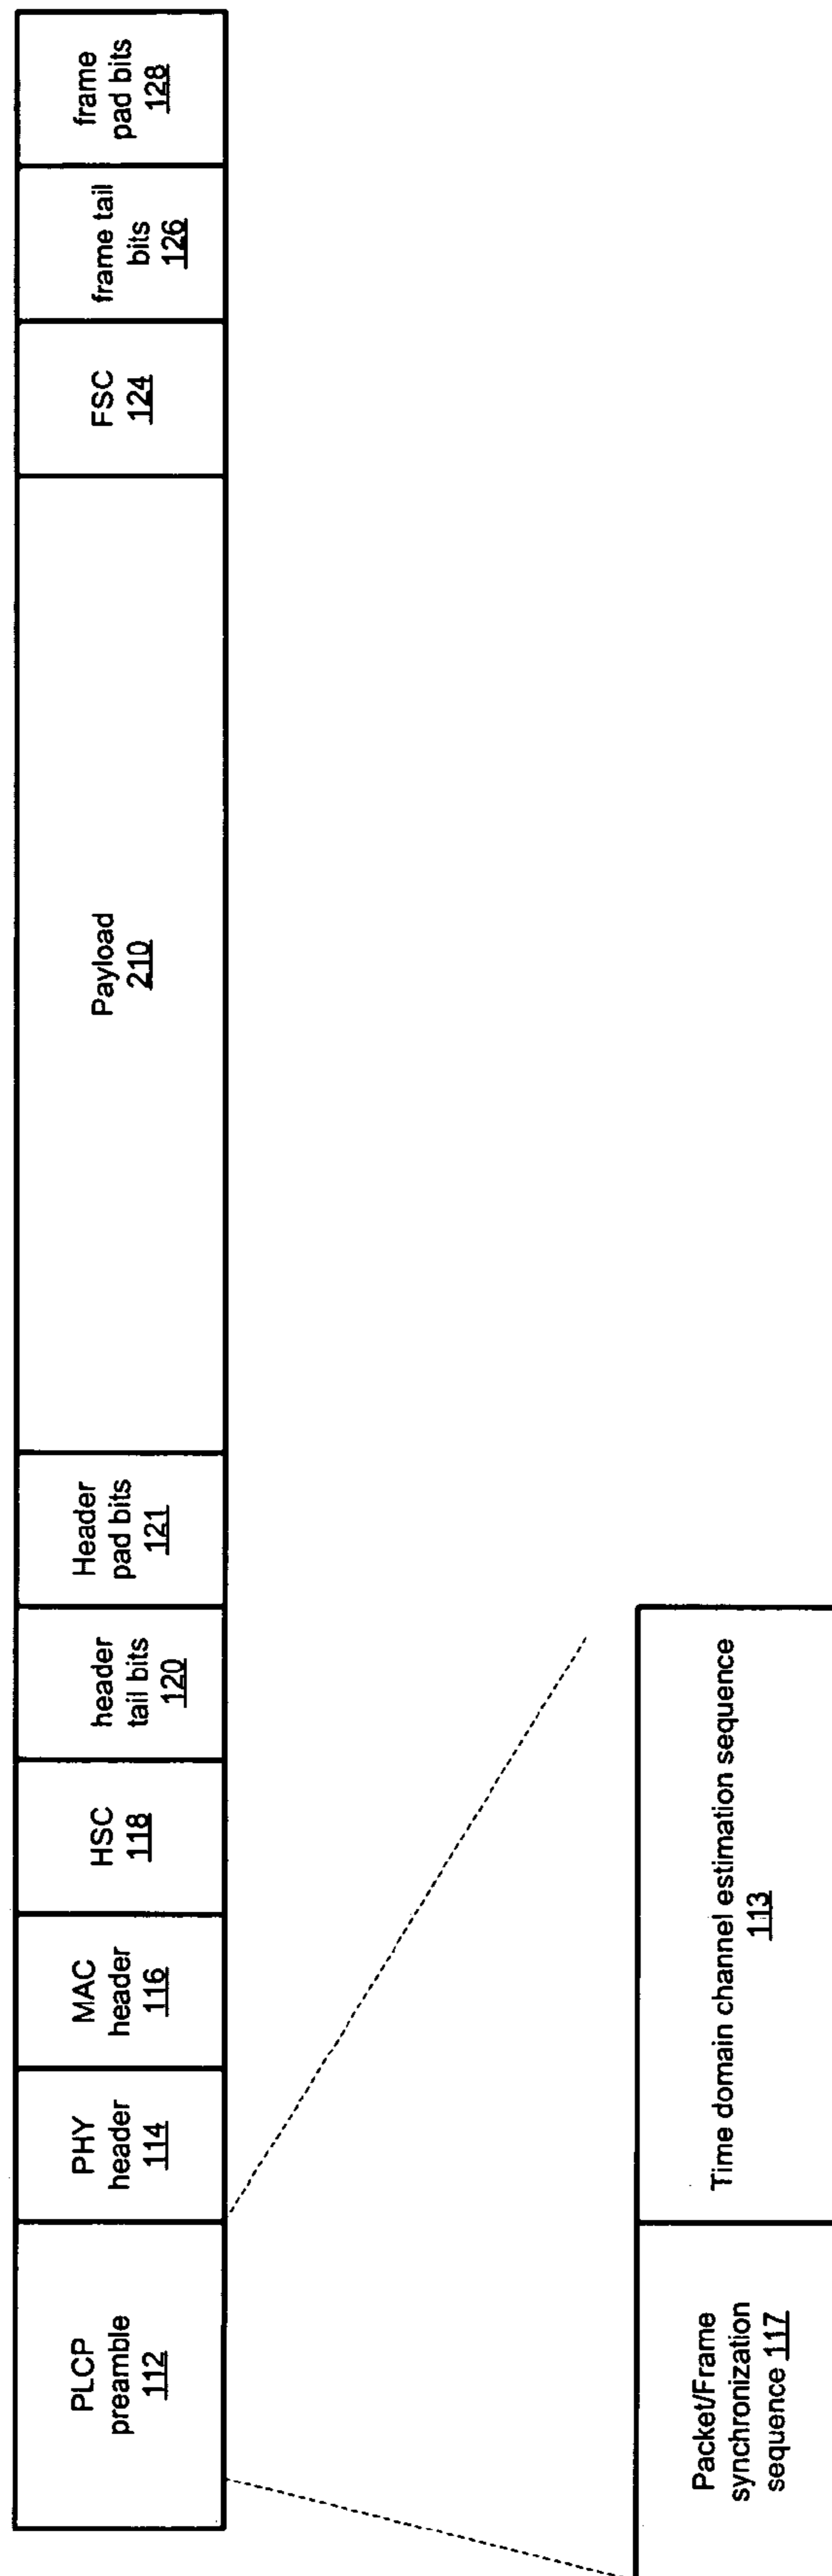 PLCP
preamble
112
PHY
header
114
MAC
header
116
HSC
118
header
tail bits
120
Header
pad bits
121
Payload
210
FSC
124
frame tail
bits
126
frame
pad bits
128
Packet/Frame
synchronization
sequence 117
Time domain channel estimation sequence
113